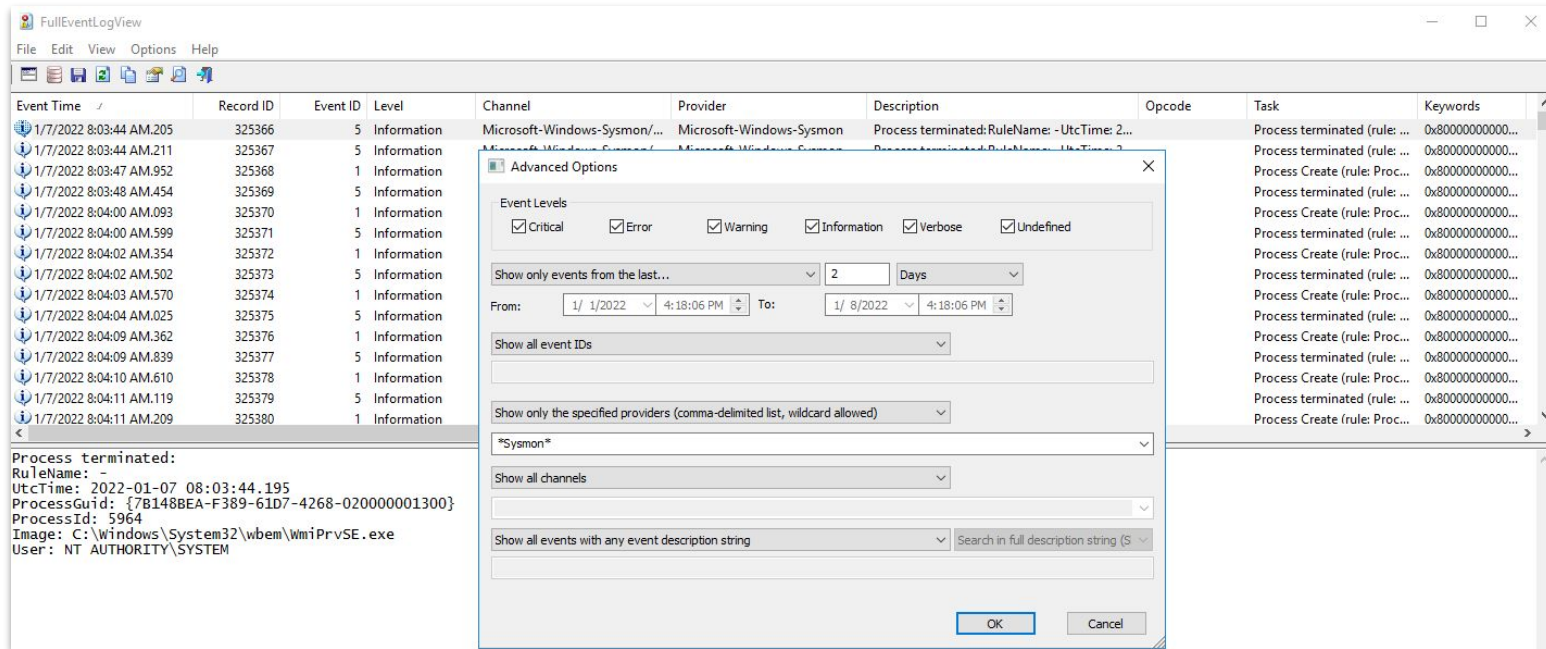 FullEventLogView
File Edit View Options Help
Event Time Record ID Event ID Level Channel Provider Description Opcode Task Keywords
1/7/2022 8:03:44 AM.205 325366 5 Information Microsoft-Windows-Sysmon/... Microsoft-Windows-Sysmon Process terminated: RuleName: - UtcTime: 2... Process terminated (rule: ... 0x80000000000...
1/7/2022 8:03:44 AM.211 325367 5 Information Microsoft-Windows-Sysmon/ Microsoft-Windows-Sysmon Process terminated: RuleName: - UtcTime: 2 Process terminated (rule: ... 0x80000000000...
1/7/2022 8:03:47 AM.952 325368 1 Information Process Create (rule: Proc... 0x80000000000...
1/7/2022 8:03:48 AM.454 325369 5 Information Process terminated (rule: ... 0x80000000000...
1/7/2022 8:04:00 AM.093 325370 1 Information Process Create (rule: Proc... 0x80000000000...
1/7/2022 8:04:00 AM.599 325371 5 Information Process terminated (rule: ... 0x80000000000...
1/7/2022 8:04:02 AM.354 325372 1 Information Process Create (rule: Proc... 0x80000000000...
1/7/2022 8:04:02 AM.502 325373 5 Information Process terminated (rule: ... 0x80000000000...
1/7/2022 8:04:03 AM.570 325374 1 Information Process Create (rule: Proc... 0x80000000000...
1/7/2022 8:04:04 AM.025 325375 5 Information Process terminated (rule: ... 0x80000000000...
1/7/2022 8:04:09 AM.362 325376 1 Information Process Create (rule: Proc... 0x80000000000...
1/7/2022 8:04:09 AM.839 325377 5 Information Process terminated (rule: ... 0x80000000000...
1/7/2022 8:04:10 AM.610 325378 1 Information Process Create (rule: Proc... 0x80000000000...
1/7/2022 8:04:11 AM.119 325379 5 Information Process terminated (rule: ... 0x80000000000...
1/7/2022 8:04:11 AM.209 325380 1 Information Process Create (rule: Proc... 0x80000000000...
Advanced Options
Event Levels
Critical Error Warning Information Verbose Undefined
Show only events from the last... 2 Days
From: 1/ 1/2022 4:18:06 PM To: 1/ 8/2022 4:18:06 PM
Show all event IDs
Show only the specified providers (comma-delimited list, wildcard allowed)
*Sysmon*
Show all channels
Show all events with any event description string Search in full description string (S
OK Cancel
Process terminated:
RuleName: -
UtcTime: 2022-01-07 08:03:44.195
ProcessGuid: {7B148BEA-F389-61D7-4268-020000001300}
ProcessId: 5964
Image: C:\Windows\System32\wbem\WmiPrvSE.exe
User: NT AUTHORITY\SYSTEM